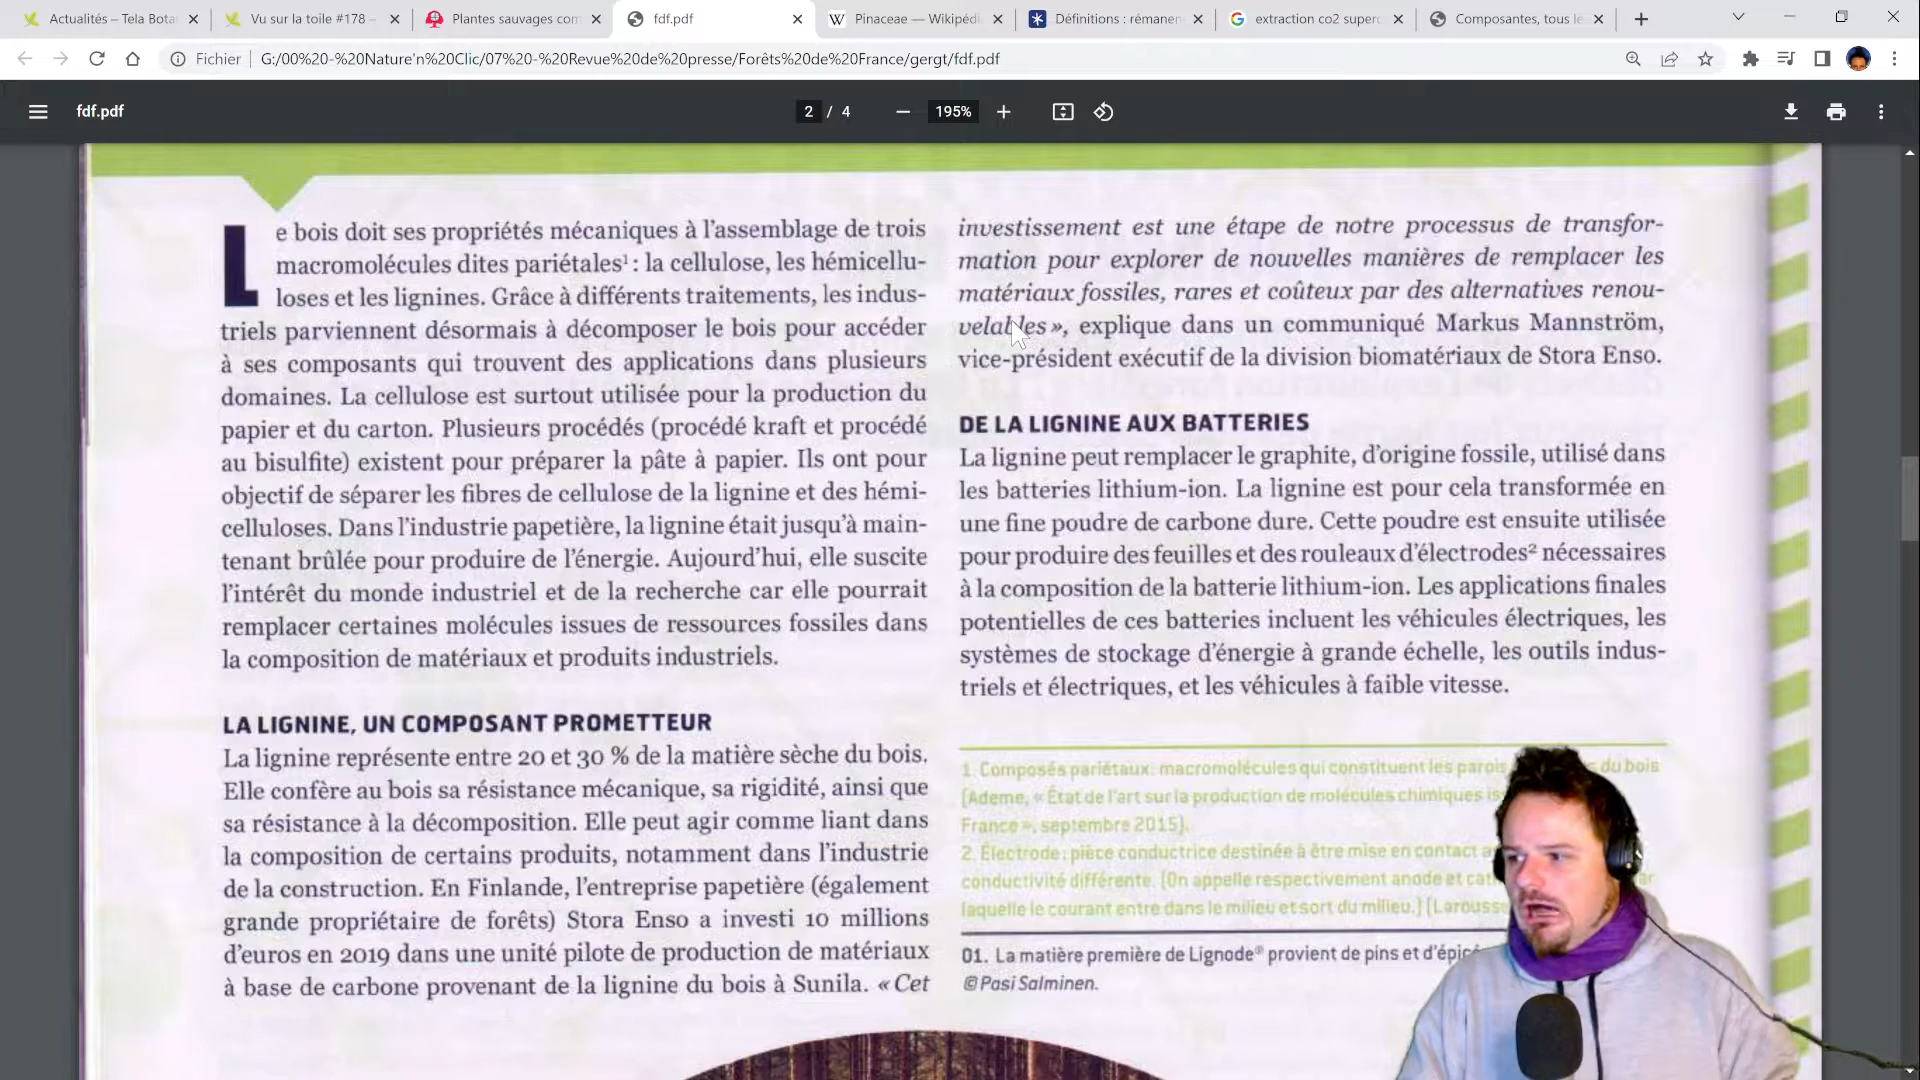 Actualités – Tela Bota
Vu sur la toile #178 –
Plantes sauvages com
fdf.pdf
Pinaceae — Wikipédi
Définitions : rémanen
extraction co2 superc
Composantes, tous le
Fichier
G:/00%20-%20Nature'n%20Clic/07%20-%20Revue%20de%20presse/Forêts%20de%20France/gergt/fdf.pdf
fdf.pdf
2 / 4
195%
Le bois doit ses propriétés mécaniques à l'assemblage de trois
macromolécules dites pariétales¹ : la cellulose, les hémicellu-
loses et les lignines. Grâce à différents traitements, les indus-
triels parviennent désormais à décomposer le bois pour accéder
à ses composants qui trouvent des applications dans plusieurs
domaines. La cellulose est surtout utilisée pour la production du
papier et du carton. Plusieurs procédés (procédé kraft et procédé
au bisulfite) existent pour préparer la pâte à papier. Ils ont pour
objectif de séparer les fibres de cellulose de la lignine et des hémi-
celluloses. Dans l'industrie papetière, la lignine était jusqu'à main-
tenant brûlée pour produire de l'énergie. Aujourd'hui, elle suscite
l'intérêt du monde industriel et de la recherche car elle pourrait
remplacer certaines molécules issues de ressources fossiles dans
la composition de matériaux et produits industriels.
LA LIGNINE, UN COMPOSANT PROMETTEUR
La lignine représente entre 20 et 30 % de la matière sèche du bois.
Elle confère au bois sa résistance mécanique, sa rigidité, ainsi que
sa résistance à la décomposition. Elle peut agir comme liant dans
la composition de certains produits, notamment dans l'industrie
de la construction. En Finlande, l'entreprise papetière (également
grande propriétaire de forêts) Stora Enso a investi 10 millions
d'euros en 2019 dans une unité pilote de production de matériaux
à base de carbone provenant de la lignine du bois à Sunila. « Cet
investissement est une étape de notre processus de transfor-
mation pour explorer de nouvelles manières de remplacer les
matériaux fossiles, rares et coûteux par des alternatives renou-
velables », explique dans un communiqué Markus Mannström,
vice-président exécutif de la division biomatériaux de Stora Enso.
DE LA LIGNINE AUX BATTERIES
La lignine peut remplacer le graphite, d'origine fossile, utilisé dans
les batteries lithium-ion. La lignine est pour cela transformée en
une fine poudre de carbone dure. Cette poudre est ensuite utilisée
pour produire des feuilles et des rouleaux d'électrodes² nécessaires
à la composition de la batterie lithium-ion. Les applications finales
potentielles de ces batteries incluent les véhicules électriques, les
systèmes de stockage d'énergie à grande échelle, les outils indus-
triels et électriques, et les véhicules à faible vitesse.
1. Composés pariétaux : macromolécules qui constituent les parois du bois
(Ademe, « État de l'art sur la production de molécules chimiques
France », septembre 2015).
2. Électrode : pièce conductrice destinée à être mise en contact
conductivité différente. (On appelle respectivement anode et
laquelle le courant entre dans le milieu et sort du milieu.) (Larousse
01. La matière première de Lignode® provient de pins et
© Pasi Salminen.